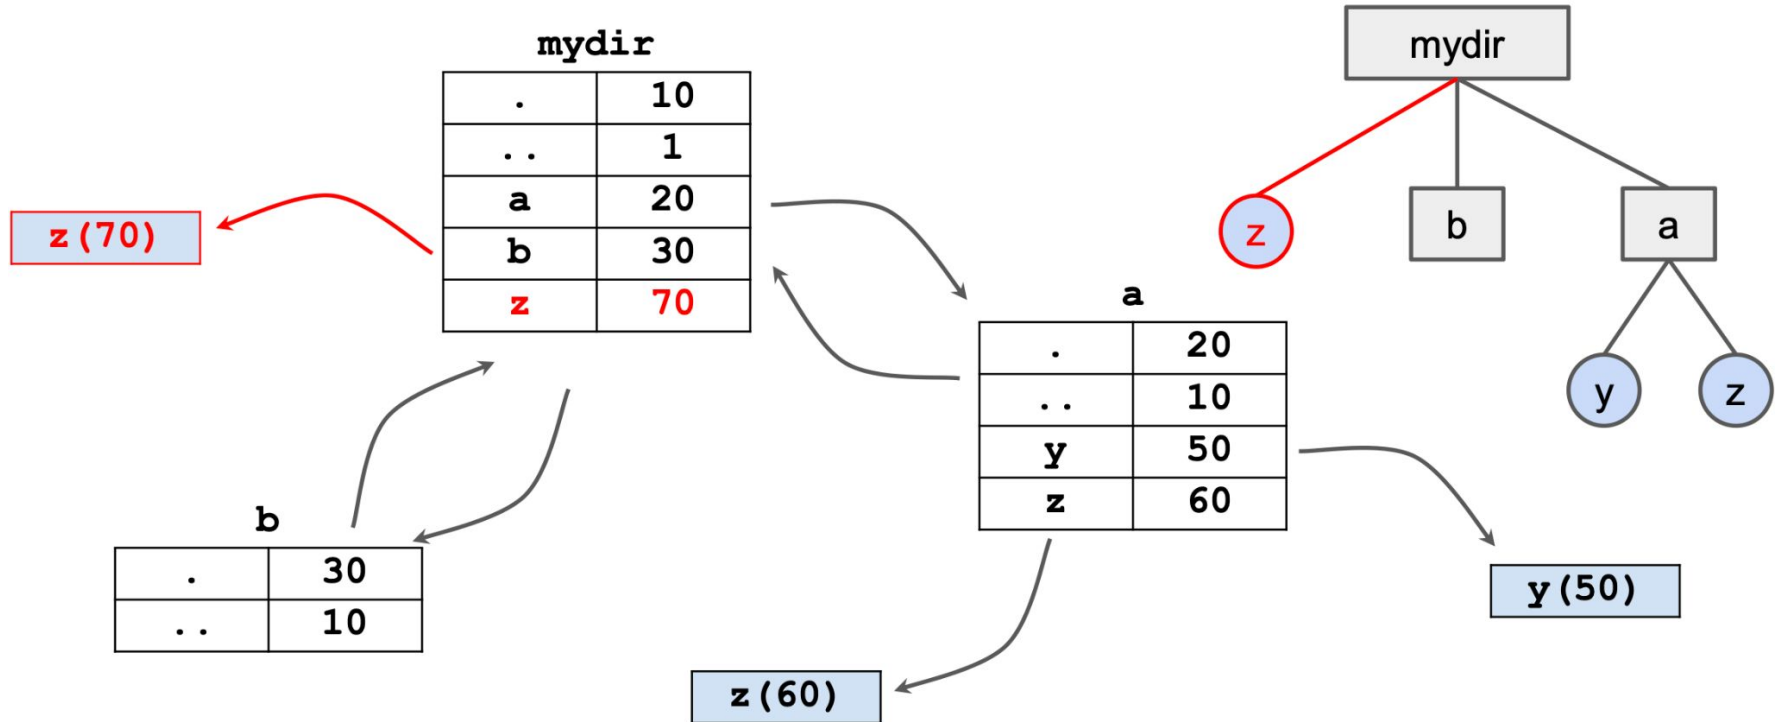 mydir
. 10
.. 1
a 20
b 30
z 70
z(70)
b
. 30
.. 10
a
. 20
.. 10
y 50
z 60
y(50)
z(60)
mydir
z b a
y z